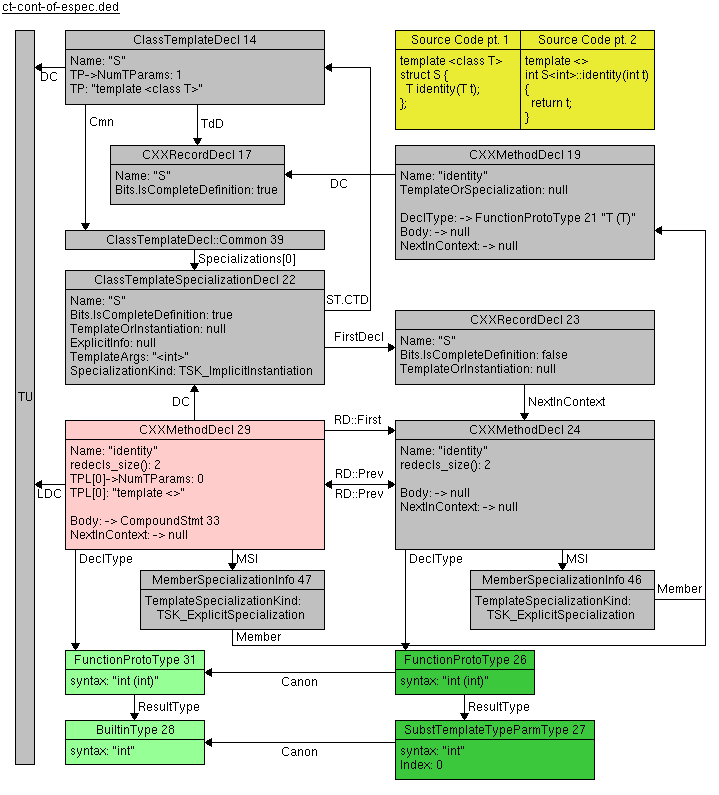 ct-cont-of-espec.ded
ClassTemplateDecl 14
Name: "S"
TP->NumTParams: 1
TP: "template <class T>"
Source Code pt. 1
template <class T>
struct S {
T identity(T t);
};
Source Code pt. 2
template <>
int S<int>::identity(int t)
{
return t;
}
DC
Cmn
TdD
CXXRecordDecl 17
Name: "S"
Bits.IsCompleteDefinition: true
DC
CXXMethodDecl 19
Name: "identity"
TemplateOrSpecialization: null
DeclType: -> FunctionProtoType 21 "T (T)"
Body: -> null
NextInContext: -> null
ClassTemplateDecl::Common 39
Specializations[0]
ClassTemplateSpecializationDecl 22
Name: "S"
Bits.IsCompleteDefinition: true
TemplateOrInstantiation: null
ExplicitInfo: null
TemplateArgs: "<int>"
SpecializationKind: TSK_ImplicitInstantiation
ST.CTD
FirstDecl
CXXRecordDecl 23
Name: "S"
Bits.IsCompleteDefinition: false
TemplateOrInstantiation: null
TU
DC
NextInContext
CXXMethodDecl 29
Name: "identity"
redecls_size(): 2
TPL[0]->NumTParams: 0
TPL[0]: "template <>"
Body: -> CompoundStmt 33
NextInContext: -> null
RD::First
RD::Prev
RD::Prev
LDC
CXXMethodDecl 24
Name: "identity"
redecls_size(): 2
Body: -> null
NextInContext: -> null
DeclType
MSI
DeclType
MSI
MemberSpecializationInfo 47
TemplateSpecializationKind:
TSK_ExplicitSpecialization
MemberSpecializationInfo 46
TemplateSpecializationKind:
TSK_ExplicitSpecialization
Member
Member
FunctionProtoType 31
syntax: "int (int)"
Canon
FunctionProtoType 26
syntax: "int (int)"
ResultType
ResultType
BuiltinType 28
syntax: "int"
Canon
SubstTemplateTypeParmType 27
syntax: "int"
Index: 0